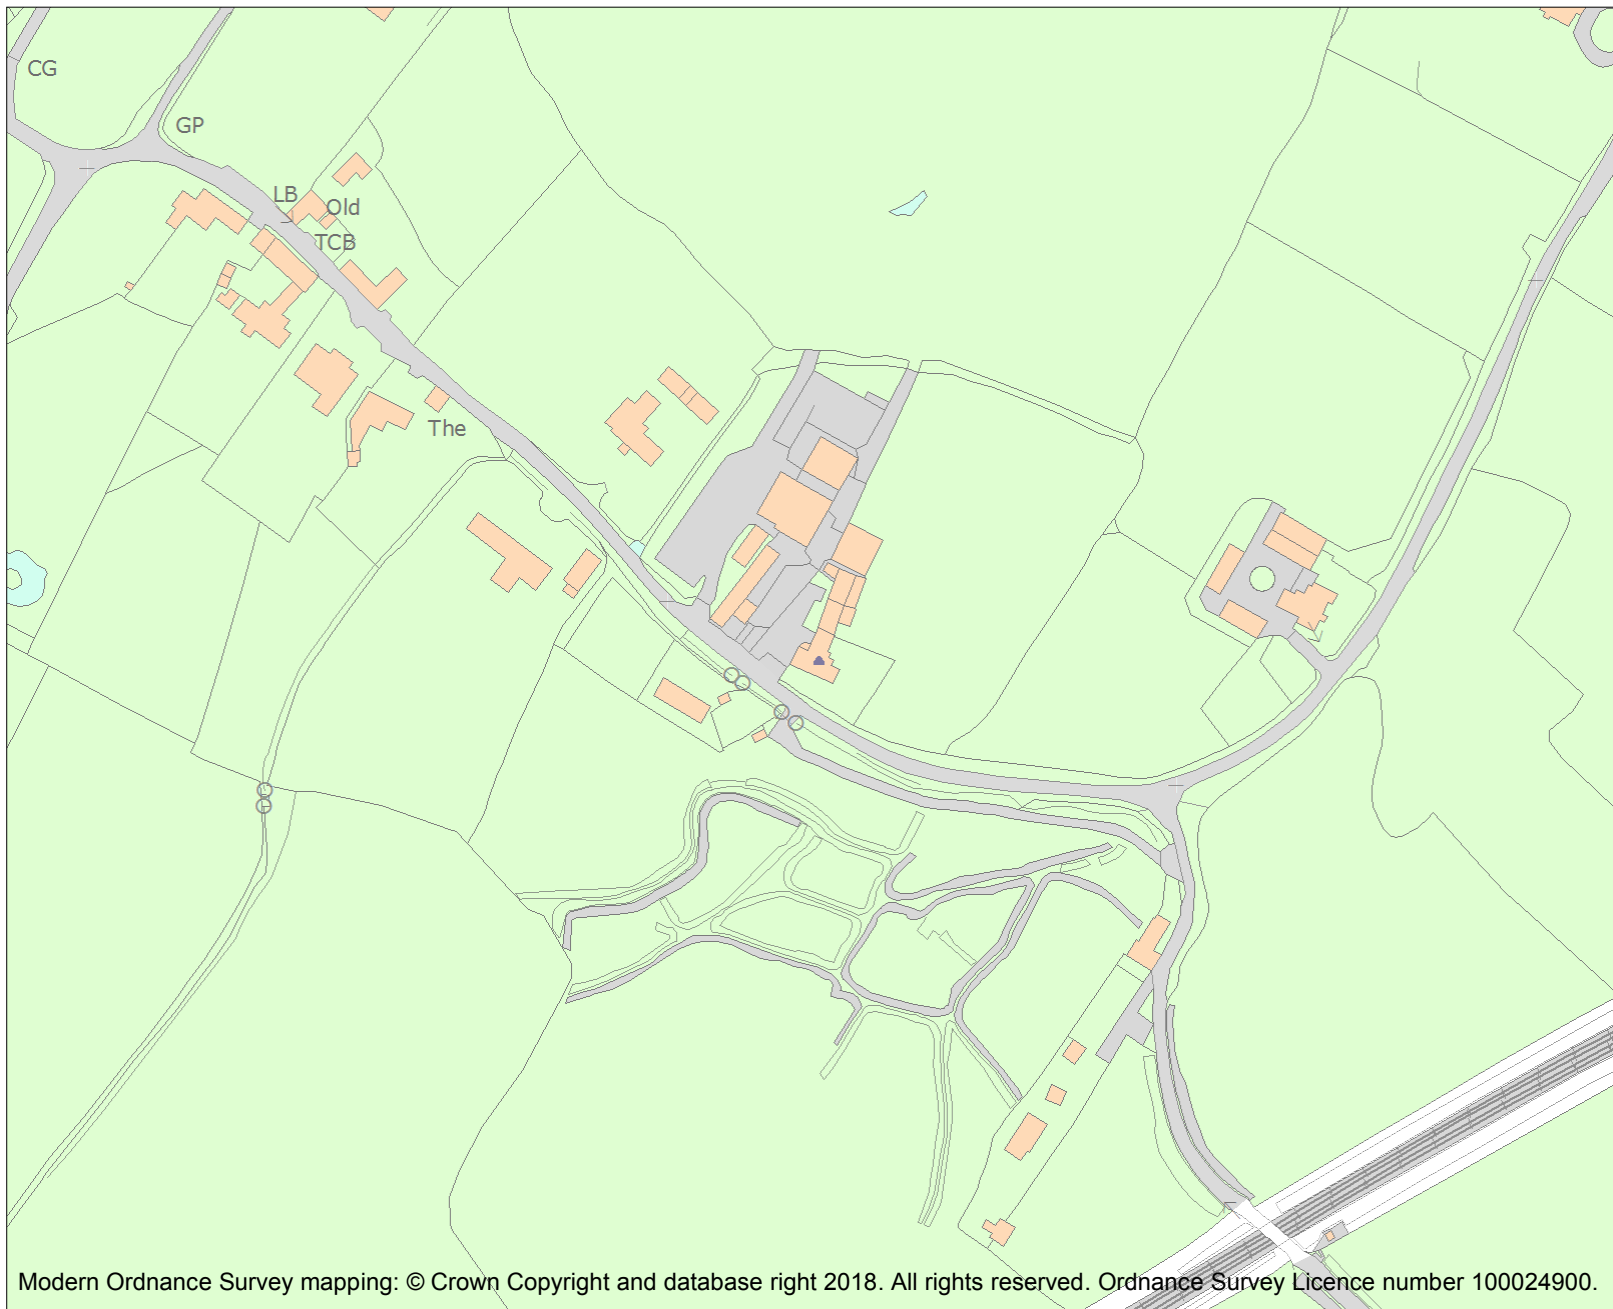 CG
GP
LB
Old
TCB
The
Modern Ordnance Survey mapping: © Crown Copyright and database right 2018. All rights reserved. Ordnance Survey Licence number 100024900.